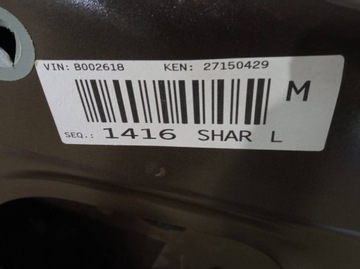 VIN: B002618 KEN: 27150429
M
SEQ.: 1416 SHAR L